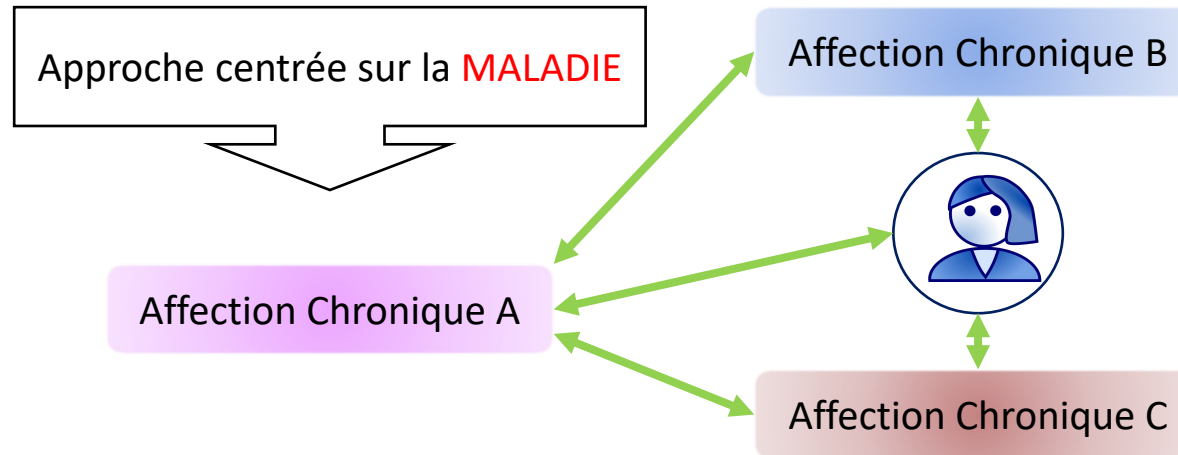 Approche centrée sur la MALADIE
Affection Chronique B
Affection Chronique A
Affection Chronique C